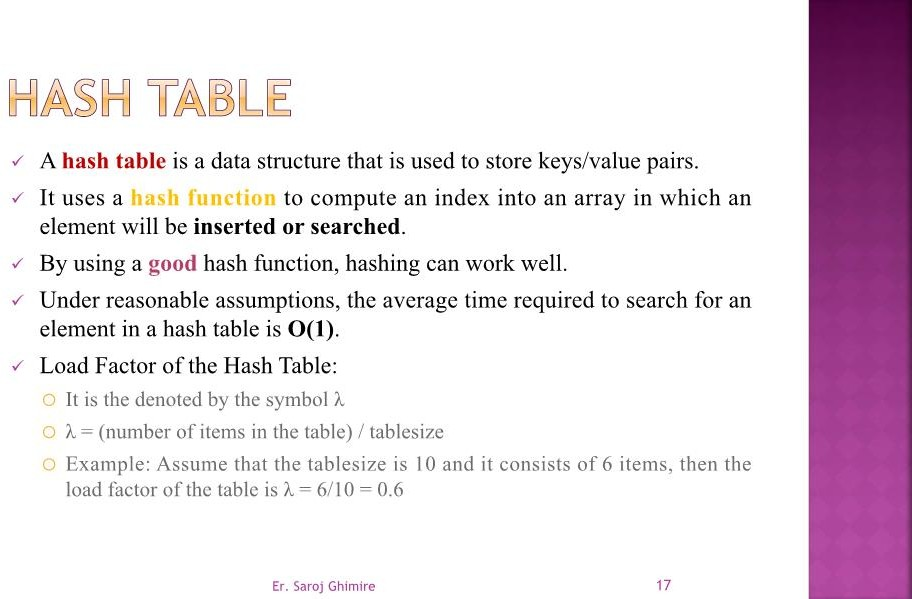 HASH TABLE
✓ A hash table is a data structure that is used to store keys/value pairs.
✓ It uses a hash function to compute an index into an array in which an
element will be inserted or searched.
✓ By using a good hash function, hashing can work well.
✓ Under reasonable assumptions, the average time required to search for an
element in a hash table is O(1).
✓ Load Factor of the Hash Table:
○ It is the denoted by the symbol λ
○ λ = (number of items in the table) / tablesize
○ Example: Assume that the tablesize is 10 and it consists of 6 items, then the
load factor of the table is λ = 6/10 = 0.6
Er. Saroj Ghimire
17